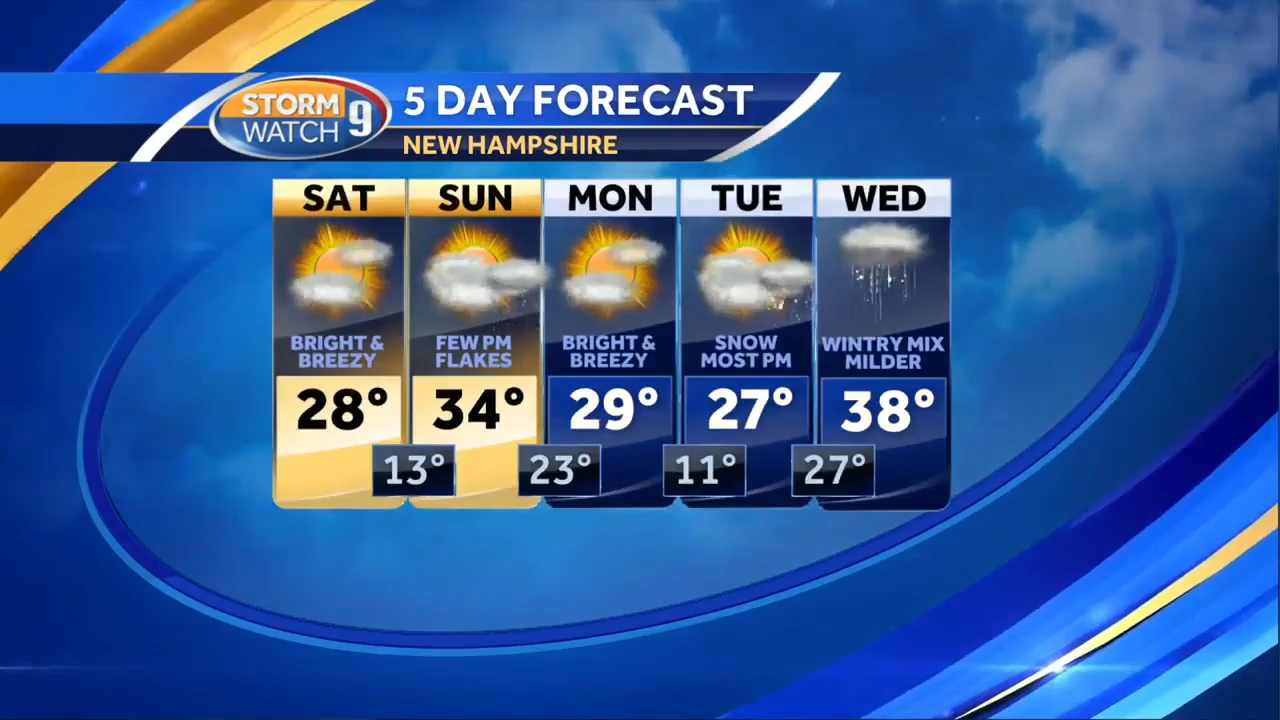 STORM
WATCH 9
5 DAY FORECAST
NEW HAMPSHIRE
SAT
BRIGHT &
BREEZY
28°
SUN
FEW PM
FLAKES
34°
MON
BRIGHT &
BREEZY
29°
TUE
SNOW
MOST PM
27°
WED
WINTRY MIX
MILDER
38°
13°
23°
11°
27°